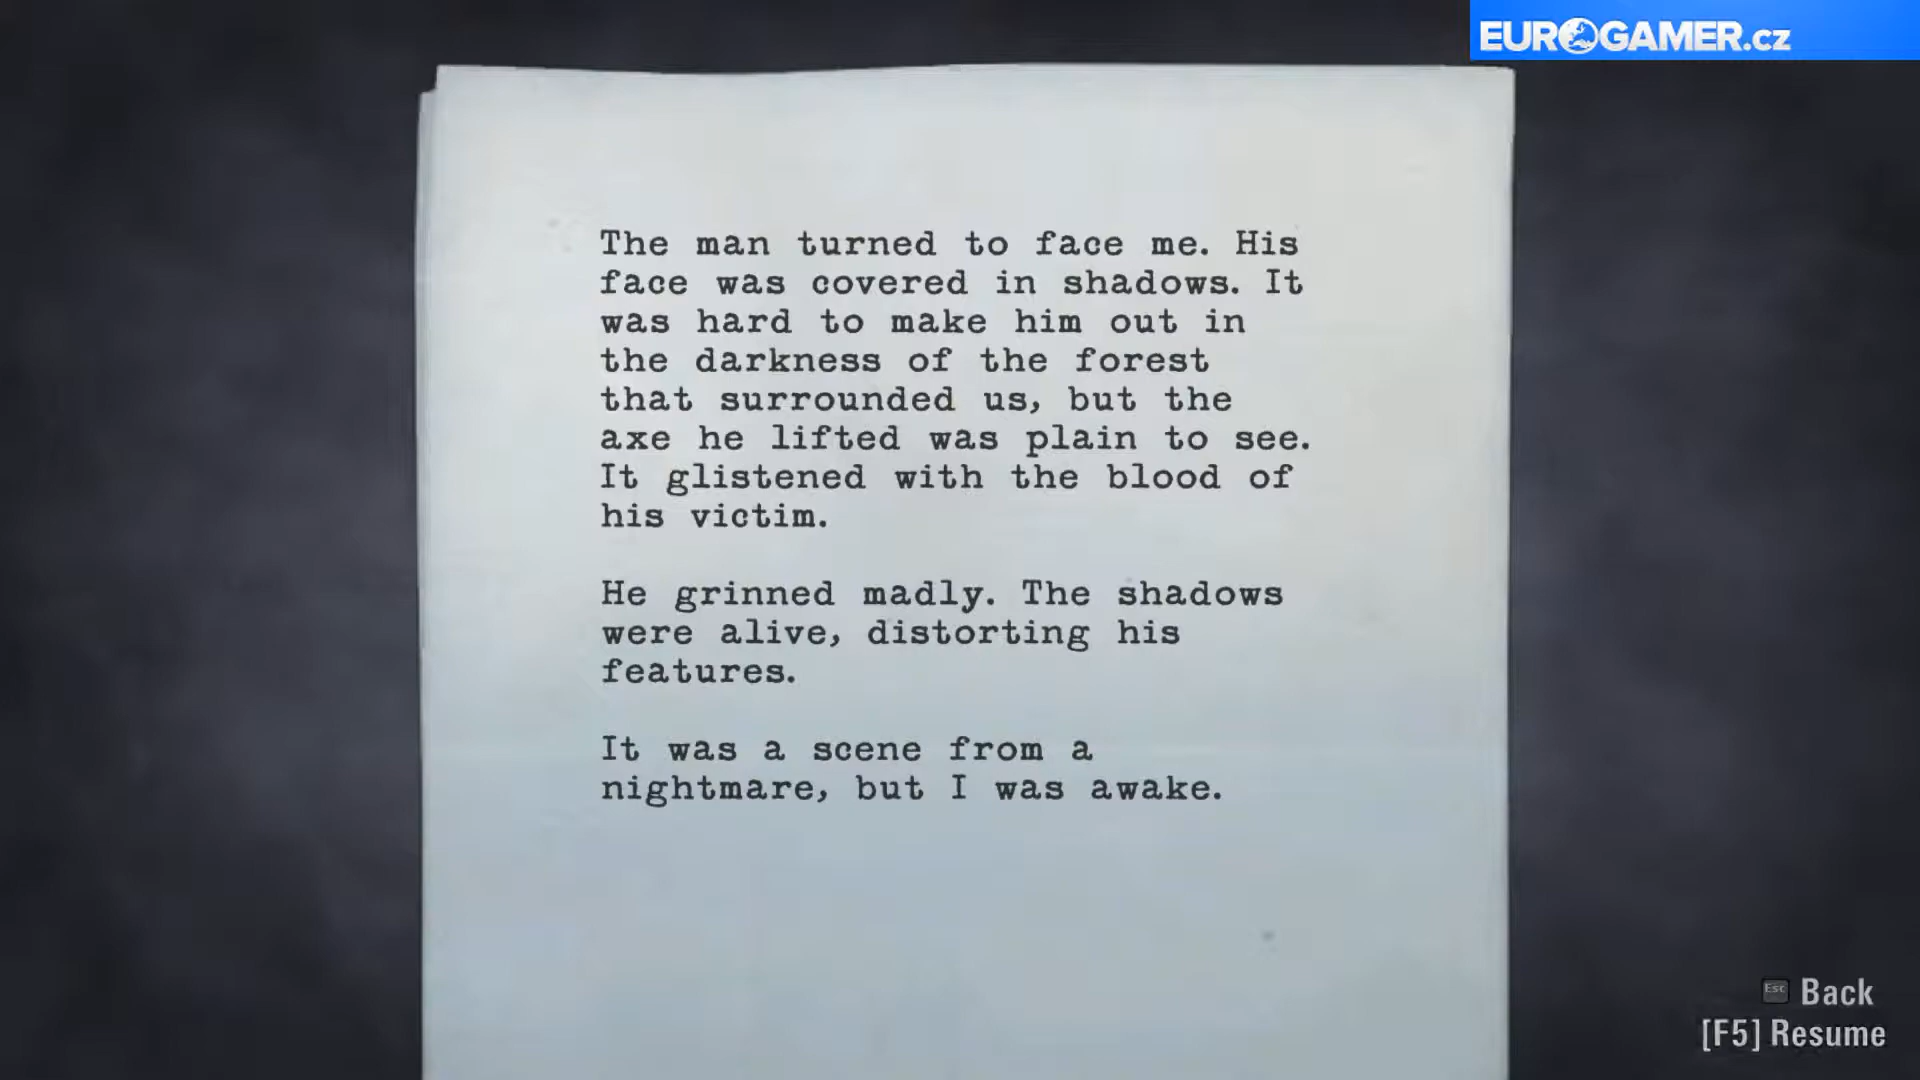 EUROGAMER.cz
The man turned to face me. His
face was covered in shadows. It
was hard to make him out in
the darkness of the forest
that surrounded us, but the
axe he lifted was plain to see.
It glistened with the blood of
his victim.
He grinned madly. The shadows
were alive, distorting his
features.
It was a scene from a
nightmare, but I was awake.
Esc Back
[F5] Resume